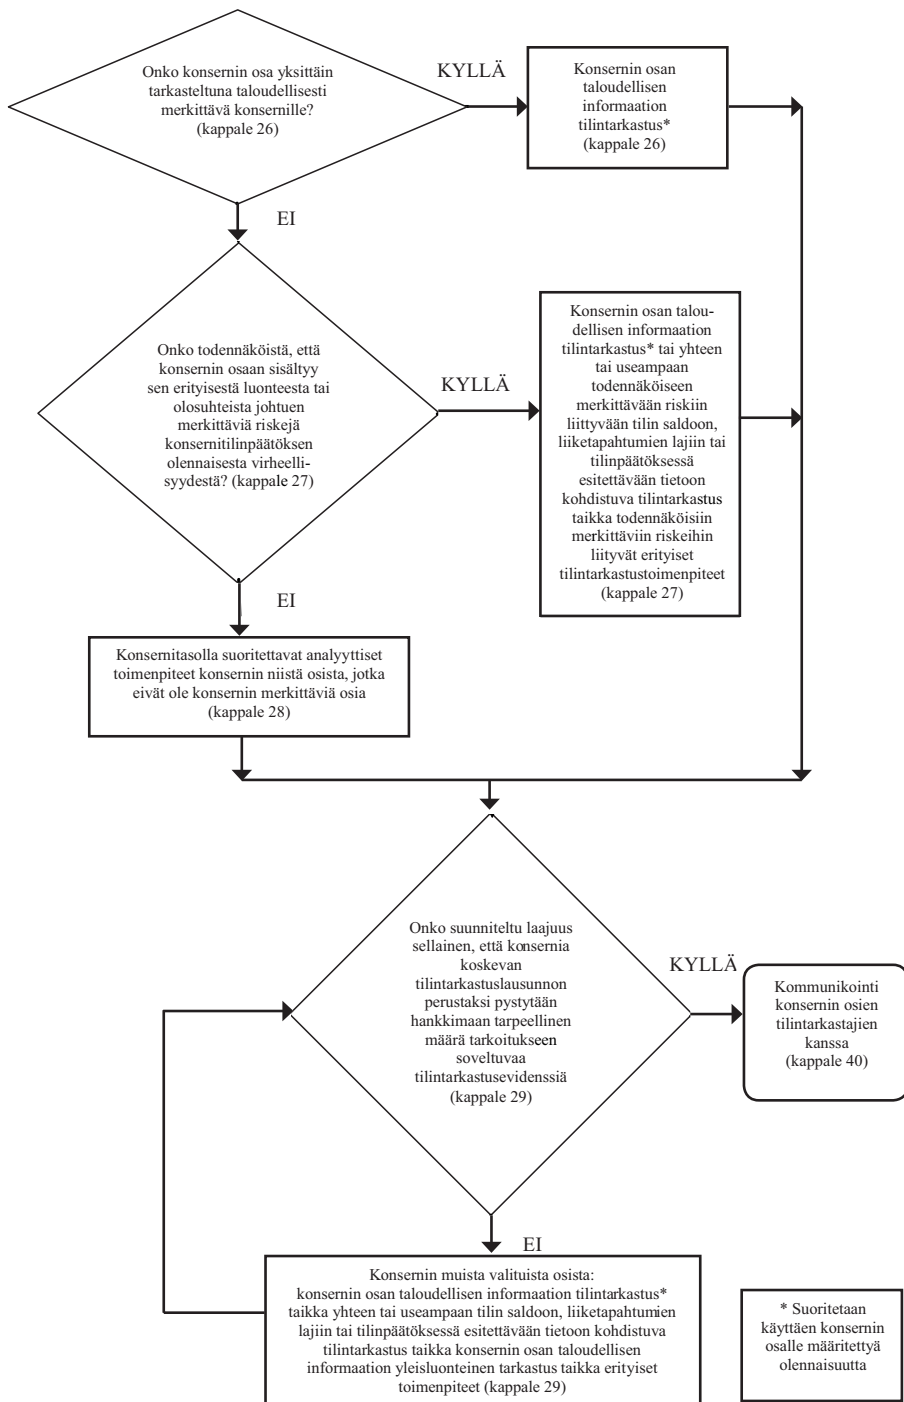 Onko konsernin osa yksittäin
tarkasteltuna taloudellisesti
merkittävä konsernille?
(kappale 26)
KYLLÄ
Konsernin osan
taloudellisen
informaation
tilintarkastus*
(kappale 26)
EI
Onko todennäköistä, että
konsernin osaan sisältyy
sen erityisestä luonteesta tai
olosuhteista johtuen
merkittäviä riskejä
konsernitilinpäätöksen
olennaisesta virheelli-
syydestä? (kappale 27)
KYLLÄ
Konsernin osan talou-
dellisen informaation
tilintarkastus* tai yhteen
tai useampaan
todennäköiseen
merkittävään riskiin
liittyvään tilin saldoon,
liiketapahtumien lajiin tai
tilinpäätöksessä
esitettävään tietoon
kohdistuva tilintarkastus
taikka todennäköisiin
merkittäviin riskeihin
liityvät erityiset
tilintarkastustoimenpiteet
(kappale 27)
EI
Konsernitasolla suoritettavat analyyttiset
toimenpiteet konsernin niistä osista, jotka
eivät ole konsernin merkittäviä osia
(kappale 28)
Onko suunniteltu laajuus
sellainen, että konsernia
koskevan
tilintarkastuslausunnon
perustaksi pystytään
hankkimaan tarpeellinen
määrä tarkoitukseen
soveltuvaa
tilintarkastusevidenssiä
(kappale 29)
KYLLÄ
Kommunikointi
konsernin osien
tilintarkastajien
kanssa
(kappale 40)
EI
Konsernin muista valituista osista:
konsernin osan taloudellisen informaation tilintarkastus*
taikka yhteen tai useampaan tilin saldoon, liiketapahtumien
lajiin tai tilinpäätöksessä esitettävään tietoon kohdistuva
tilintarkastus taikka konsernin osan taloudellisen
informaation yleisluonteinen tarkastus taikka erityiset
toimenpiteet (kappale 29)
* Suoritetaan
käyttäen konsernin
osalle määritettyä
olennaisuutta